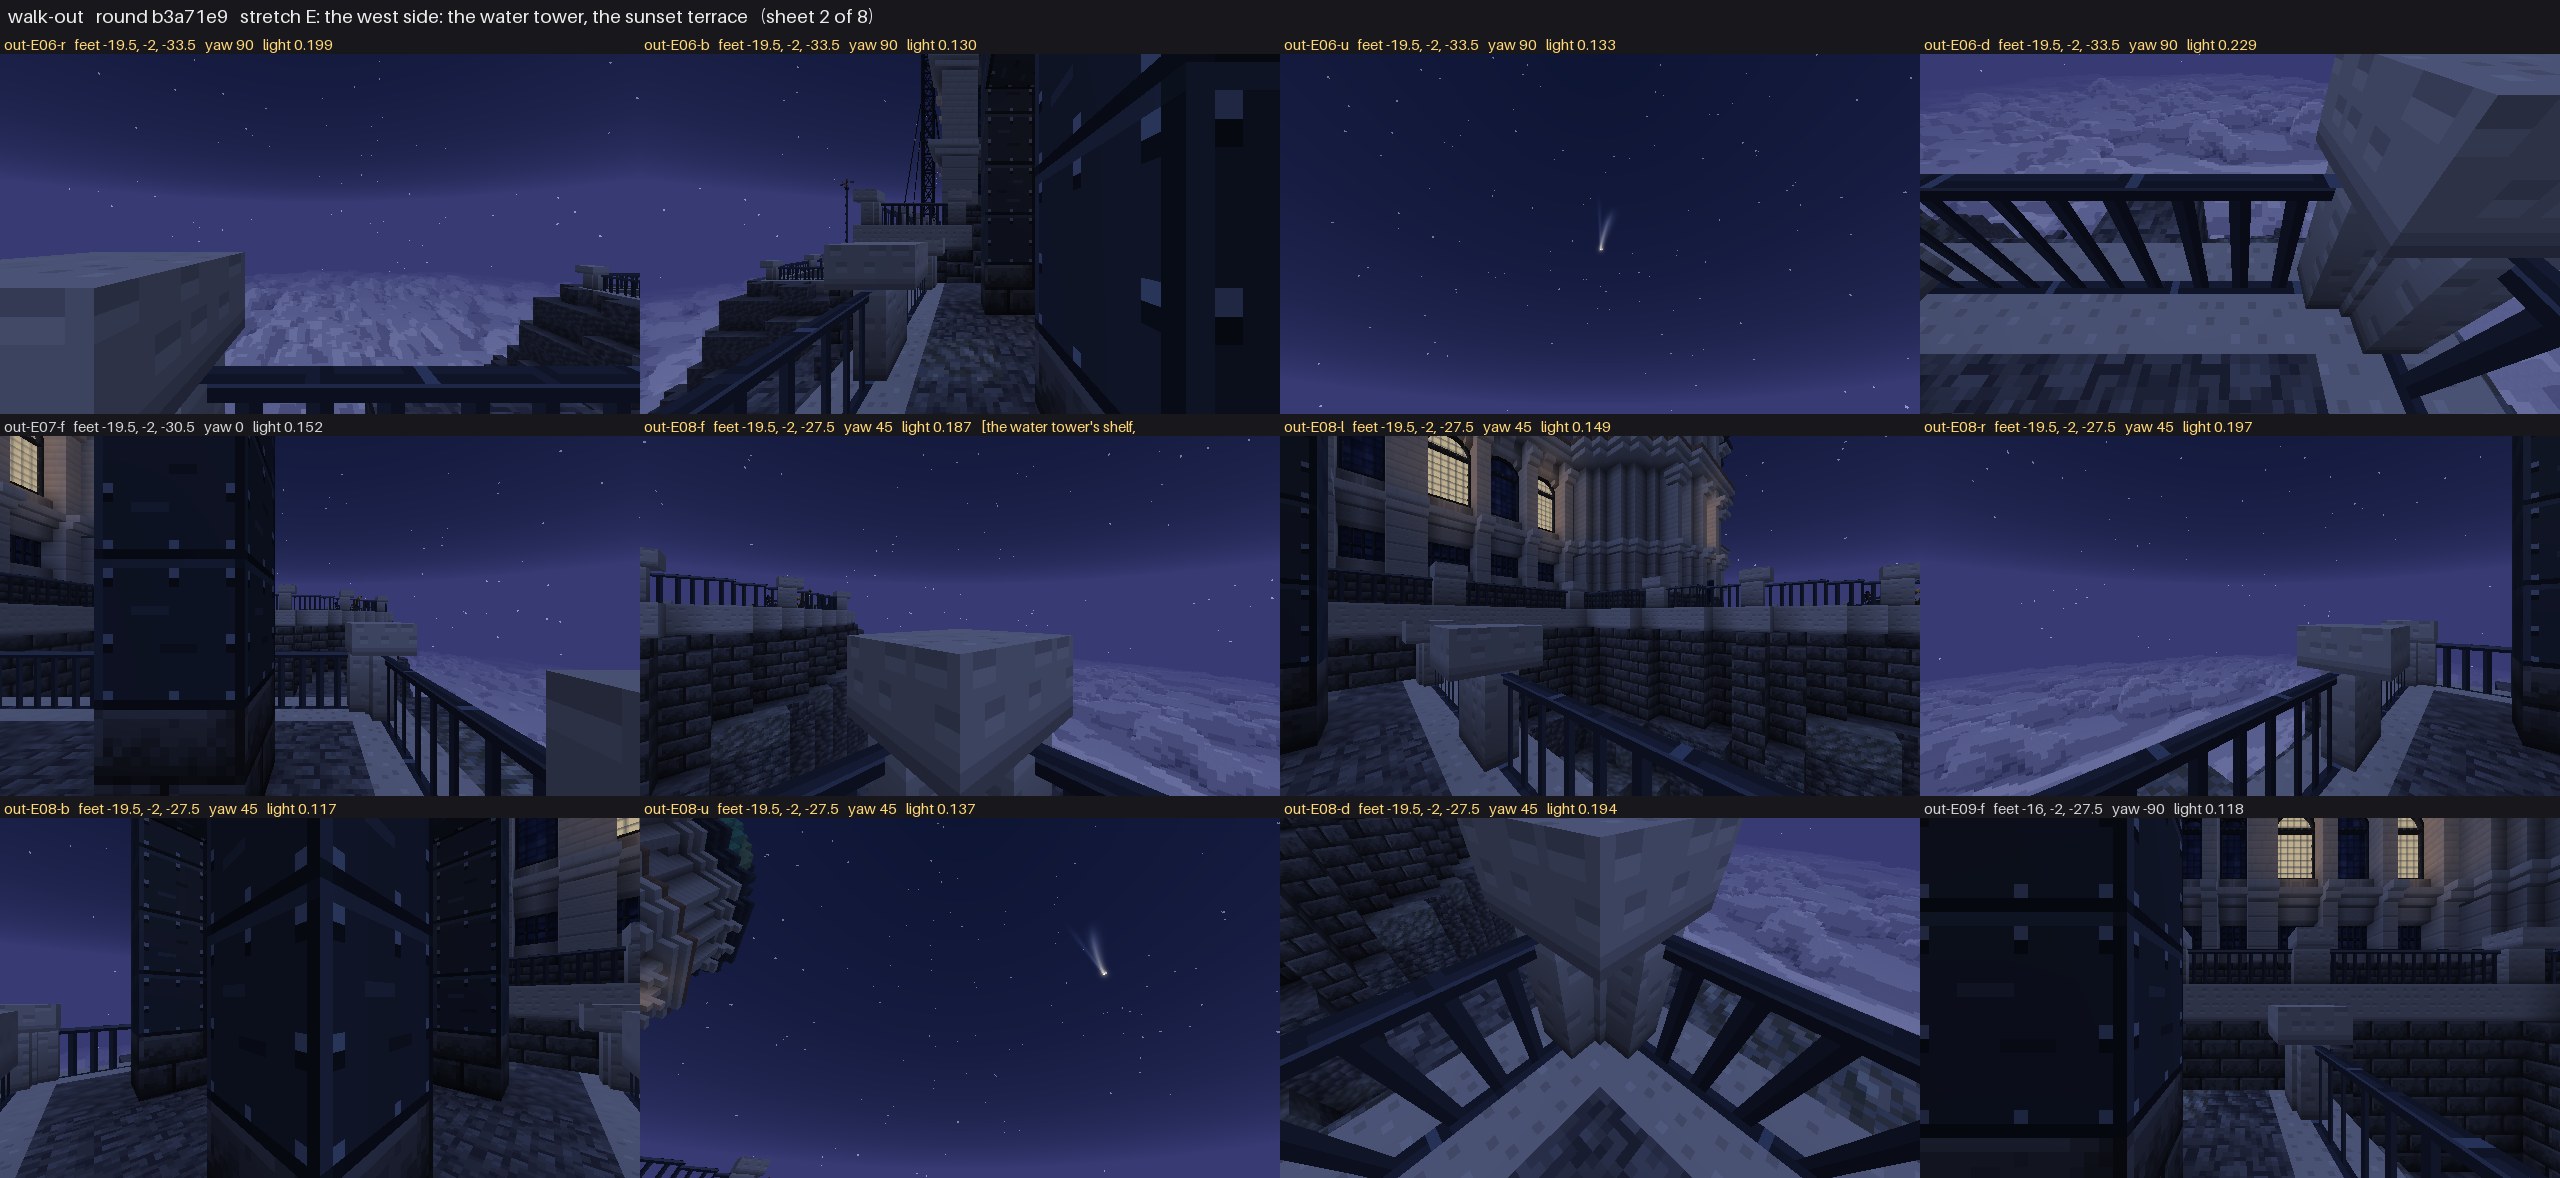 walk-out round b3a71e9 stretch E: the west side: the water tower, the sunset terrace (sheet 2 of 8)
out-E06-r feet -19.5, -2, -33.5 yaw 90 light 0.199
out-E06-b feet -19.5, -2, -33.5 yaw 90 light 0.130
out-E06-u feet -19.5, -2, -33.5 yaw 90 light 0.133
out-E06-d feet -19.5, -2, -33.5 yaw 90 light 0.229
out-E07-f feet -19.5, -2, -30.5 yaw 0 light 0.152
out-E08-f feet -19.5, -2, -27.5 yaw 45 light 0.187 [the water tower's shelf,
out-E08-l feet -19.5, -2, -27.5 yaw 45 light 0.149
out-E08-r feet -19.5, -2, -27.5 yaw 45 light 0.197
out-E08-b feet -19.5, -2, -27.5 yaw 45 light 0.117
out-E08-u feet -19.5, -2, -27.5 yaw 45 light 0.137
out-E08-d feet -19.5, -2, -27.5 yaw 45 light 0.194
out-E09-f feet -16, -2, -27.5 yaw -90 light 0.118